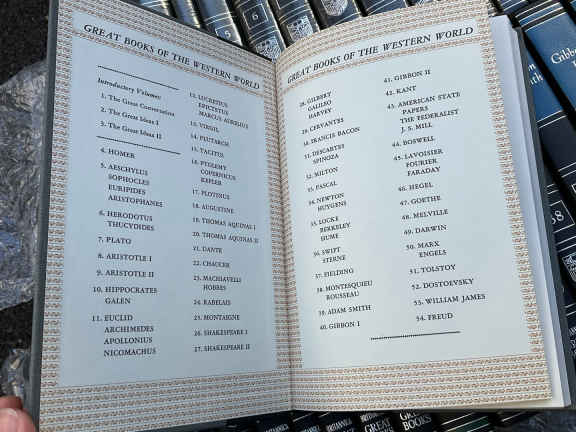 GREAT BOOKS OF THE WESTERN WORLD
Introductory Volumes:
1. The Great Conversation
2. The Great Ideas I
3. The Great Ideas II
4. HOMER
5. AESCHYLUS
SOPHOCLES
EURIPIDES
ARISTOPHANES
6. HERODOTUS
THUCYDIDES
7. PLATO
8. ARISTOTLE I
9. ARISTOTLE II
10. HIPPOCRATES
GALEN
11. EUCLID
ARCHIMEDES
APOLLONIUS
NICOMACHUS
12. LUCRETIUS
EPICTETUS
MARCUS AURELIUS
13. VIRGIL
14. PLUTARCH
15. TACITUS
16. PTOLEMY
COPERNICUS
KEPLER
17. PLOTINUS
18. AUGUSTINE
19. THOMAS AQUINAS I
20. THOMAS AQUINAS II
21. DANTE
22. CHAUCER
23. MACHIAVELLI
HOBBES
24. RABELAIS
25. MONTAIGNE
26. SHAKESPEARE I
27. SHAKESPEARE II
GREAT BOOKS OF THE WESTERN WORLD
28. GILBERT
GALILEO
HARVEY
29. CERVANTES
30. FRANCIS BACON
31. DESCARTES
SPINOZA
32. MILTON
33. PASCAL
34. NEWTON
HUYGENS
35. LOCKE
BERKELEY
HUME
36. SWIFT
STERNE
37. FIELDING
38. MONTESQUIEU
ROUSSEAU
39. ADAM SMITH
40. GIBBON I
41. GIBBON II
42. KANT
43. AMERICAN STATE
PAPERS
THE FEDERALIST
J. S. MILL
44. BOSWELL
45. LAVOISIER
FOURIER
FARADAY
46. HEGEL
47. GOETHE
48. MELVILLE
49. DARWIN
50. MARX
ENGELS
51. TOLSTOY
52. DOSTOEVSKY
53. WILLIAM JAMES
54. FREUD
5
6
GREAT BOOKS